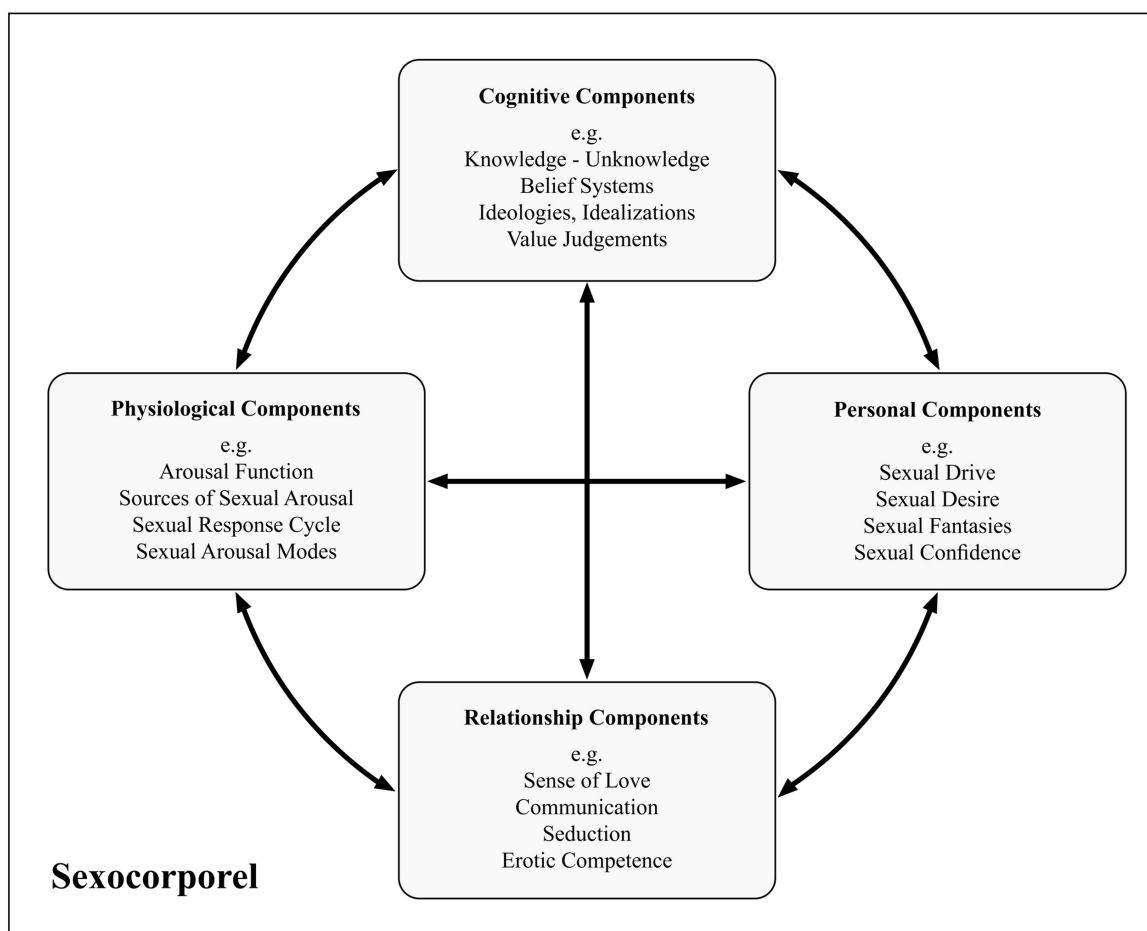 Cognitive Components
e.g.
Knowledge - Unknowledge
Belief Systems
Ideologies, Idealizations
Value Judgements
Physiological Components
e.g.
Arousal Function
Sources of Sexual Arousal
Sexual Response Cycle
Sexual Arousal Modes
Personal Components
e.g.
Sexual Drive
Sexual Desire
Sexual Fantasies
Sexual Confidence
Relationship Components
e.g.
Sense of Love
Communication
Seduction
Erotic Competence
Sexocorporel